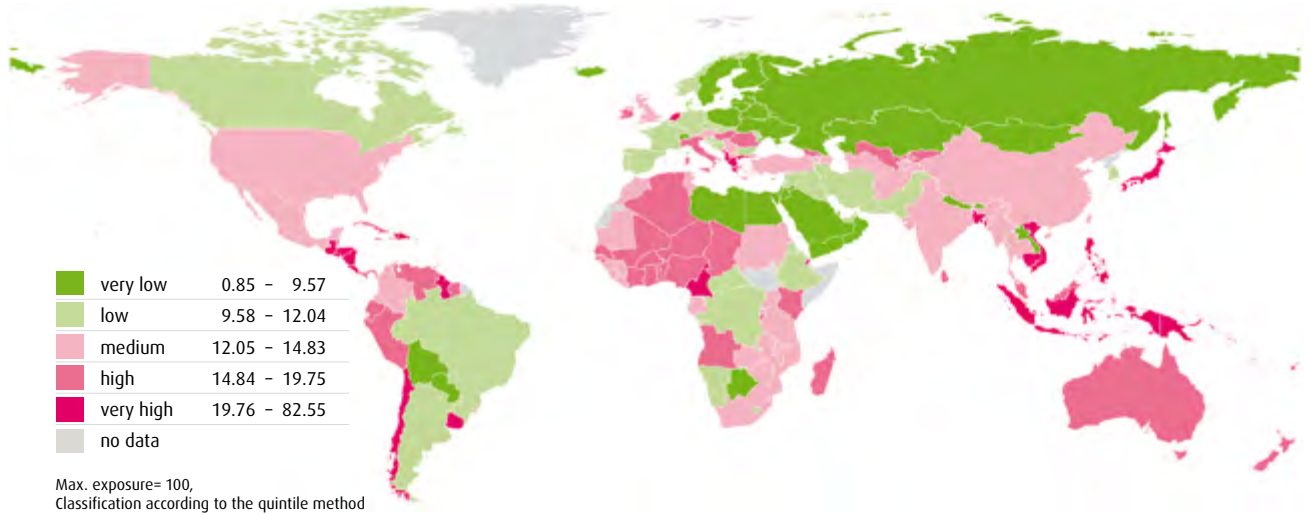 very low 0.85 – 9.57
low 9.58 – 12.04
medium 12.05 – 14.83
high 14.84 – 19.75
very high 19.76 – 82.55
no data
Max. exposure= 100,
Classification according to the quintile method